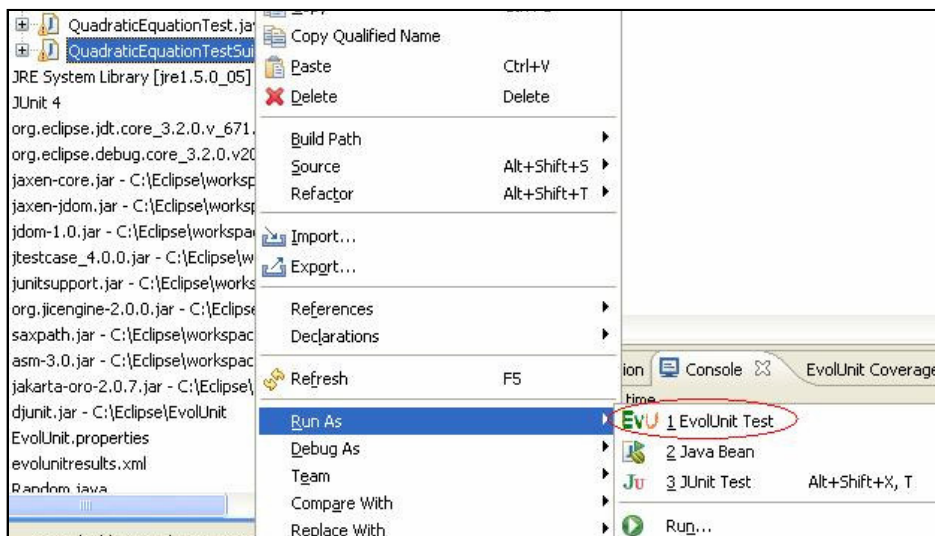 QuadraticEquationTest.ja
QuadraticEquationTestSui
JRE System Library [jre1.5.0_05]
JUnit 4
org.eclipse.jdt.core_3.2.0.v_671.
org.eclipse.debug.core_3.2.0.v20
jaxen-core.jar - C:\Eclipse\worksp
jaxen-jdom.jar - C:\Eclipse\worksp
jdom-1.0.jar - C:\Eclipse\workspa
jtestcase_4.0.0.jar - C:\Eclipse\w
junitsupport.jar - C:\Eclipse\works
org.jicengine-2.0.0.jar - C:\Eclipse
saxpath.jar - C:\Eclipse\workspac
asm-3.0.jar - C:\Eclipse\workspac
jakarta-oro-2.0.7.jar - C:\Eclipse\
djunit.jar - C:\Eclipse\EvolUnit
EvolUnit.properties
evolunitresults.xml
Random.java
Copy Qualified Name
Paste Ctrl+V
Delete Delete
Build Path
Source Alt+Shift+S
Refactor Alt+Shift+T
Import...
Export...
References
Declarations
Refresh F5
Run As
Debug As
Team
Compare With
Replace With
ion Console EvolUnit Coverage
time
EvU 1 EvolUnit Test
2 Java Bean
Ju 3 JUnit Test Alt+Shift+X, T
Run...